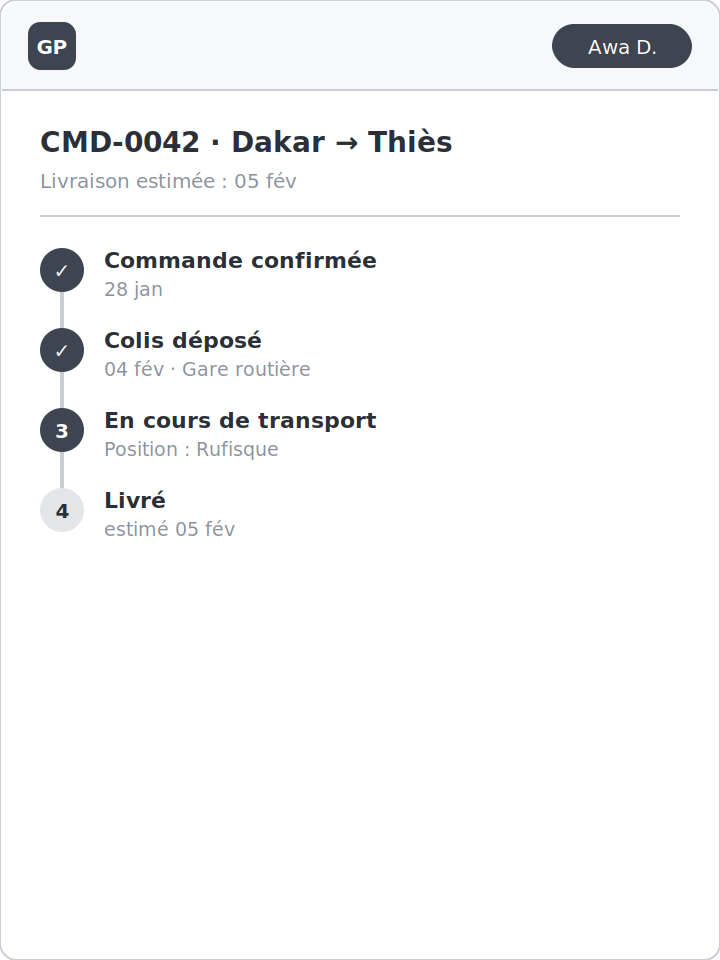 GP
Awa D.
CMD-0042 · Dakar → Thiès
Livraison estimée : 05 fév
✓
Commande confirmée
28 jan
✓
Colis déposé
04 fév · Gare routière
3
En cours de transport
Position : Rufisque
4
Livré
estimé 05 fév